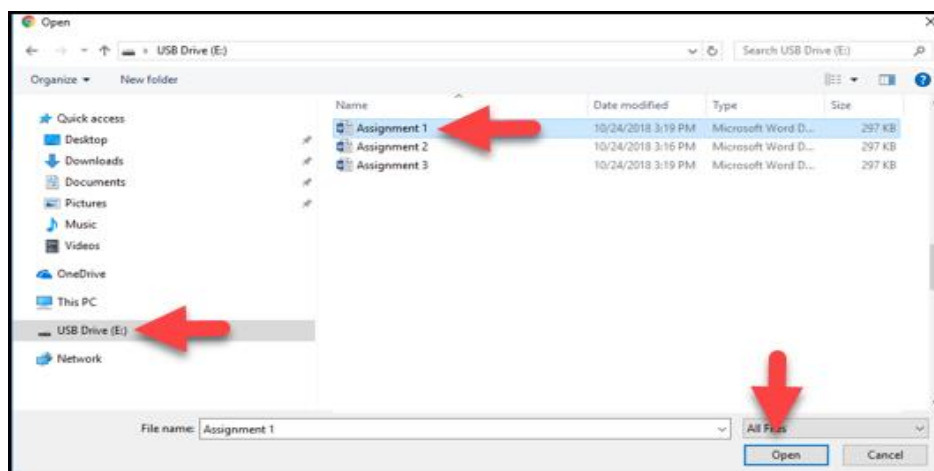 Open
USB Drive (E:)
Search USB Drive (E:)
Organize
New folder
Name Date modified Type Size
Quick access
Desktop
Downloads
Documents
Pictures
Music
Videos
OneDrive
This PC
USB Drive (E:)
Network
Assignment 1 10/24/2018 3:19 PM Microsoft Word D... 297 KB
Assignment 2 10/24/2018 3:16 PM Microsoft Word D... 297 KB
Assignment 3 10/24/2018 3:19 PM Microsoft Word D... 297 KB
File name: Assignment 1
All Files
Open Cancel